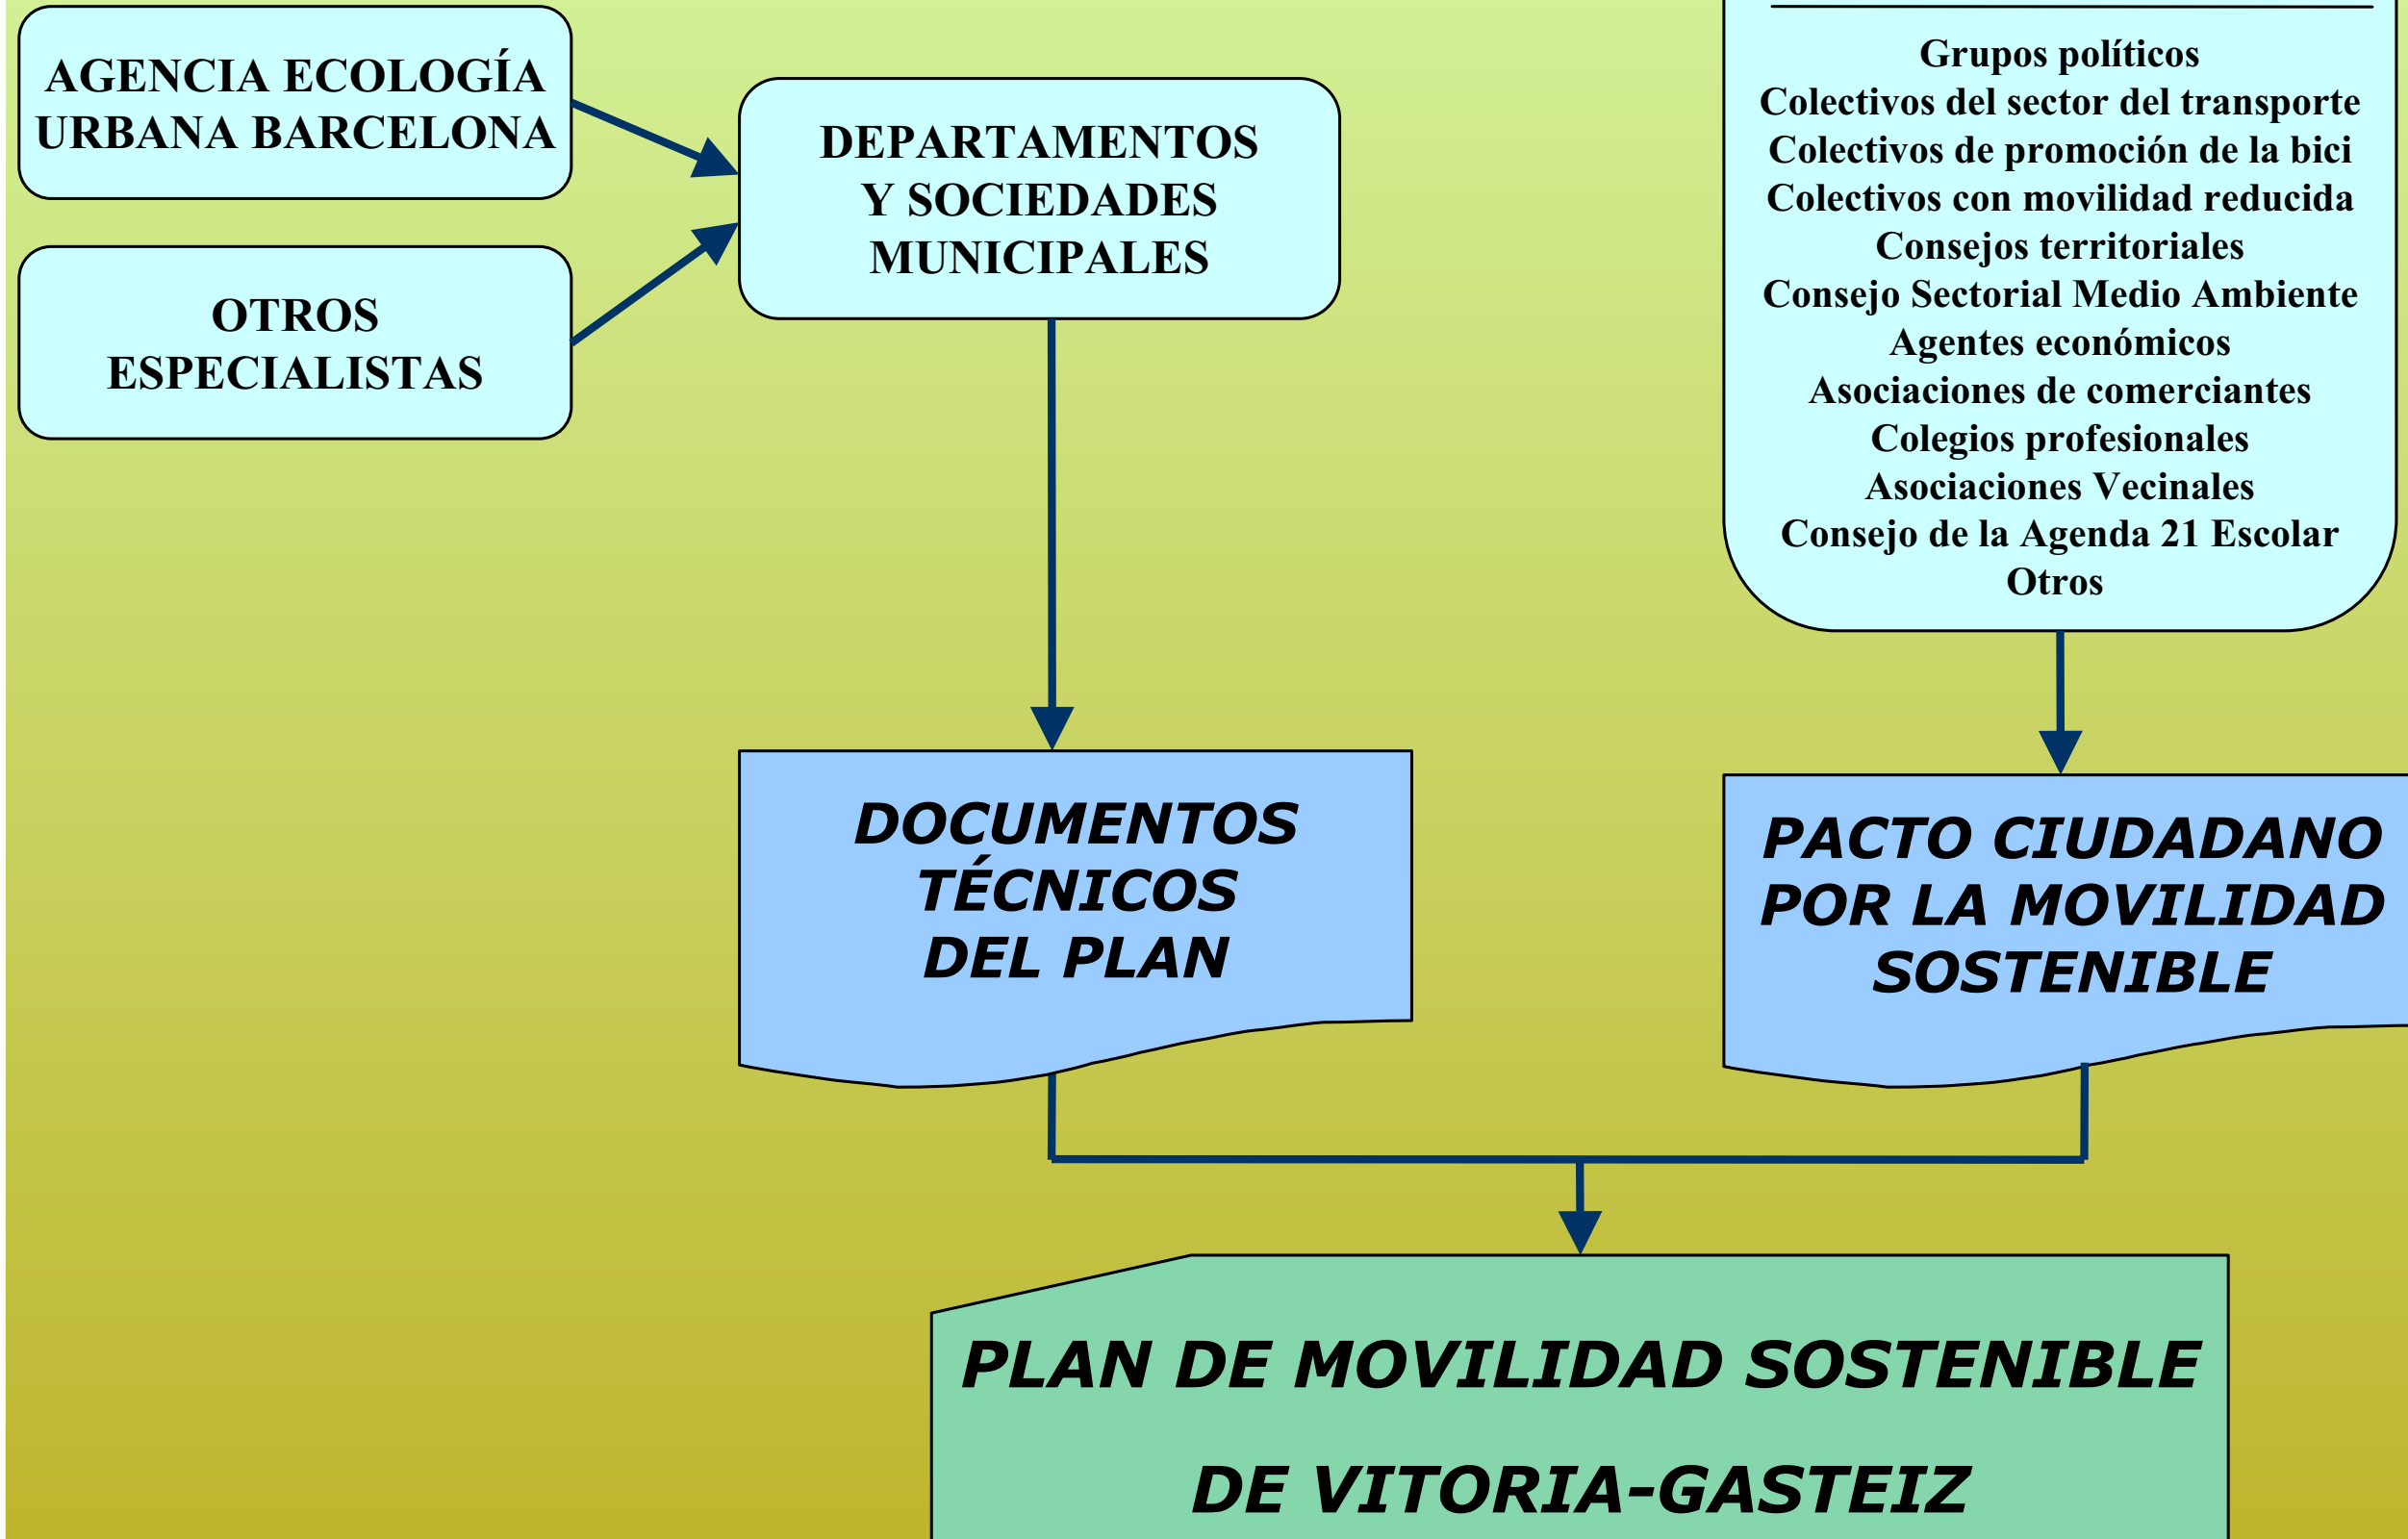 AGENCIA ECOLOGÍA
URBANA BARCELONA
OTROS
ESPECIALISTAS
DEPARTAMENTOS
Y SOCIEDADES
MUNICIPALES
Grupos políticos
Colectivos del sector del transporte
Colectivos de promoción de la bici
Colectivos con movilidad reducida
Consejos territoriales
Consejo Sectorial Medio Ambiente
Agentes económicos
Asociaciones de comerciantes
Colegios profesionales
Asociaciones Vecinales
Consejo de la Agenda 21 Escolar
Otros
DOCUMENTOS
TÉCNICOS
DEL PLAN
PACTO CIUDADANO
POR LA MOVILIDAD
SOSTENIBLE
PLAN DE MOVILIDAD SOSTENIBLE
DE VITORIA-GASTEIZ